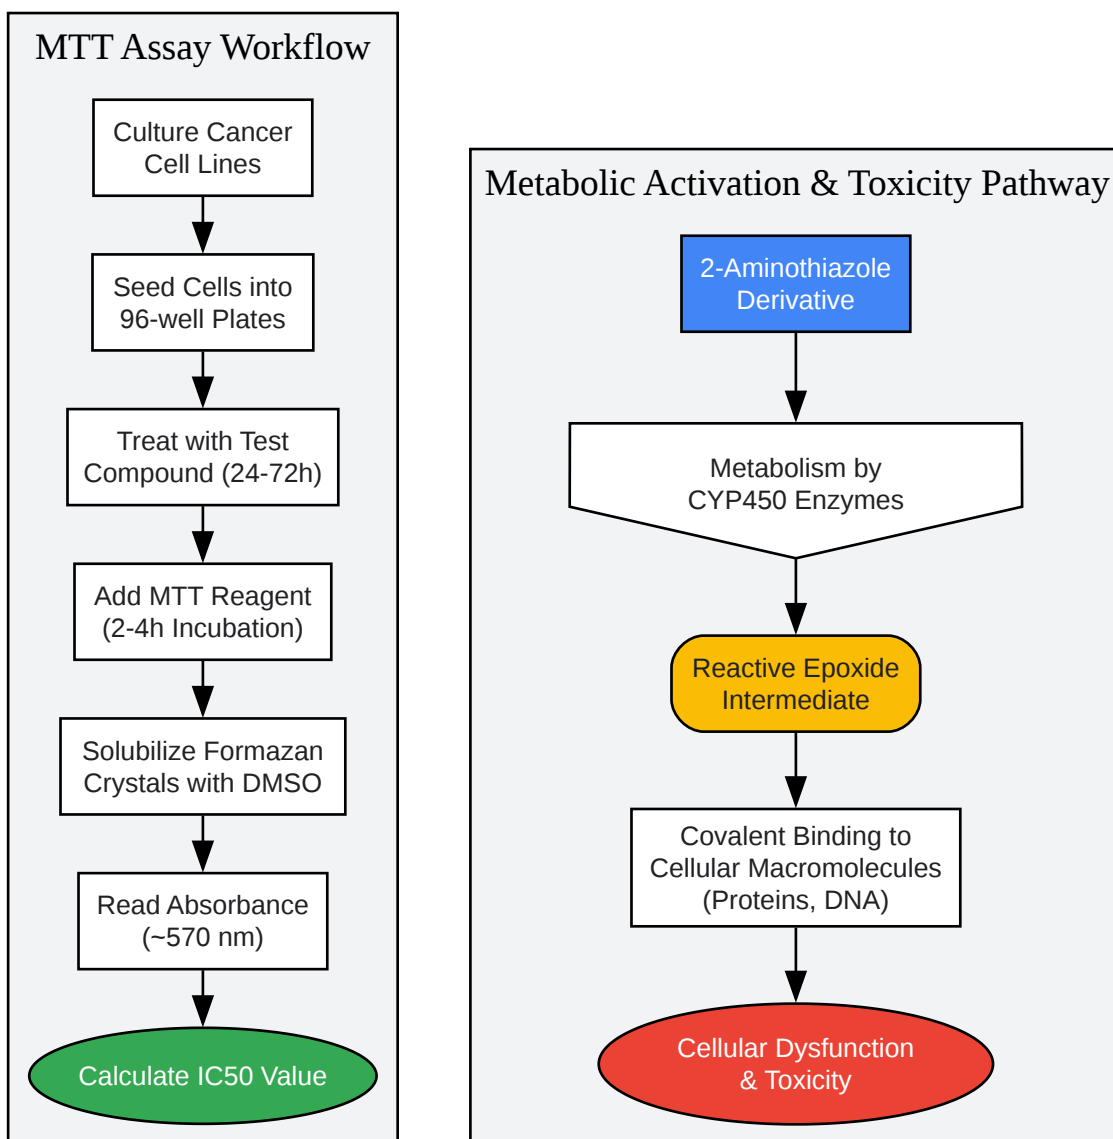 MTT Assay Workflow
Culture Cancer
Cell Lines
Seed Cells into
96-well Plates
Treat with Test
Compound (24-72h)
Add MTT Reagent
(2-4h Incubation)
Solubilize Formazan
Crystals with DMSO
Read Absorbance
(~570 nm)
Calculate IC50 Value
Metabolic Activation & Toxicity Pathway
2-Aminothiazole
Derivative
Metabolism by
CYP450 Enzymes
Reactive Epoxide
Intermediate
Covalent Binding to
Cellular Macromolecules
(Proteins, DNA)
Cellular Dysfunction
& Toxicity